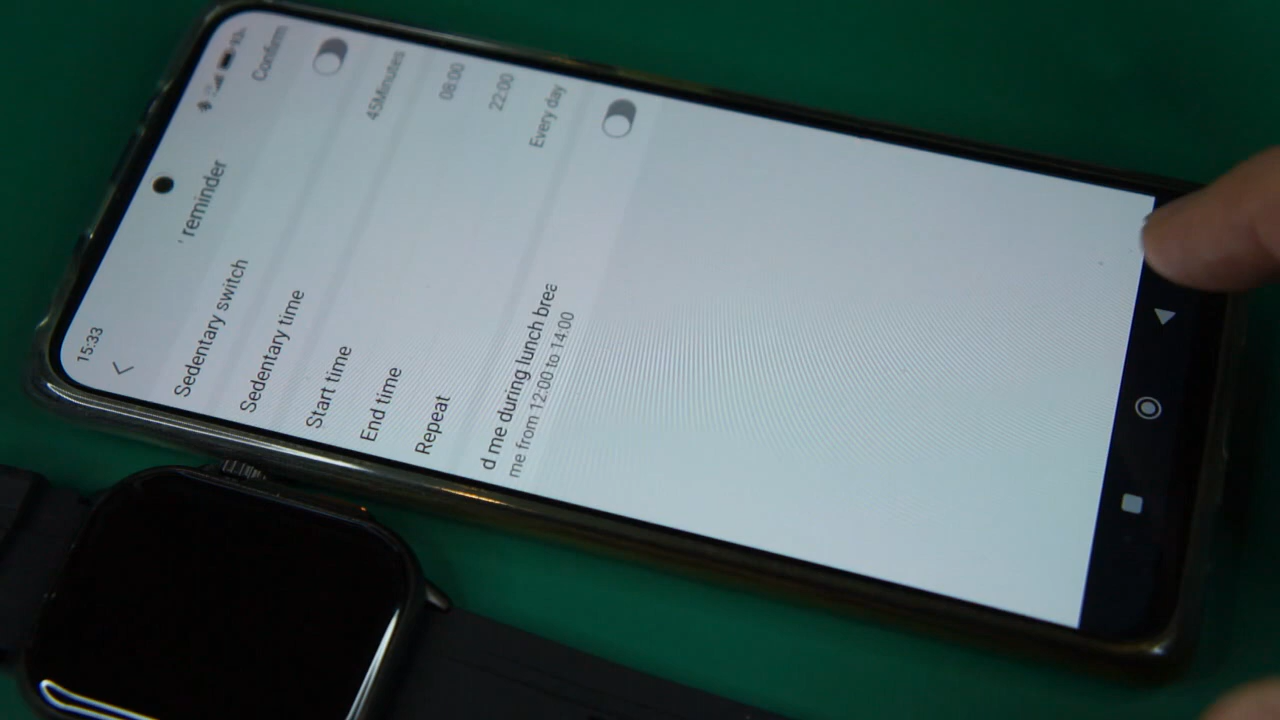 15:33
' reminder
Confirm
Sedentary switch
Sedentary time 45Minutes
Start time 08:00
End time 22:00
Repeat Every day
d me during lunch brea
me from 12:00 to 14:00